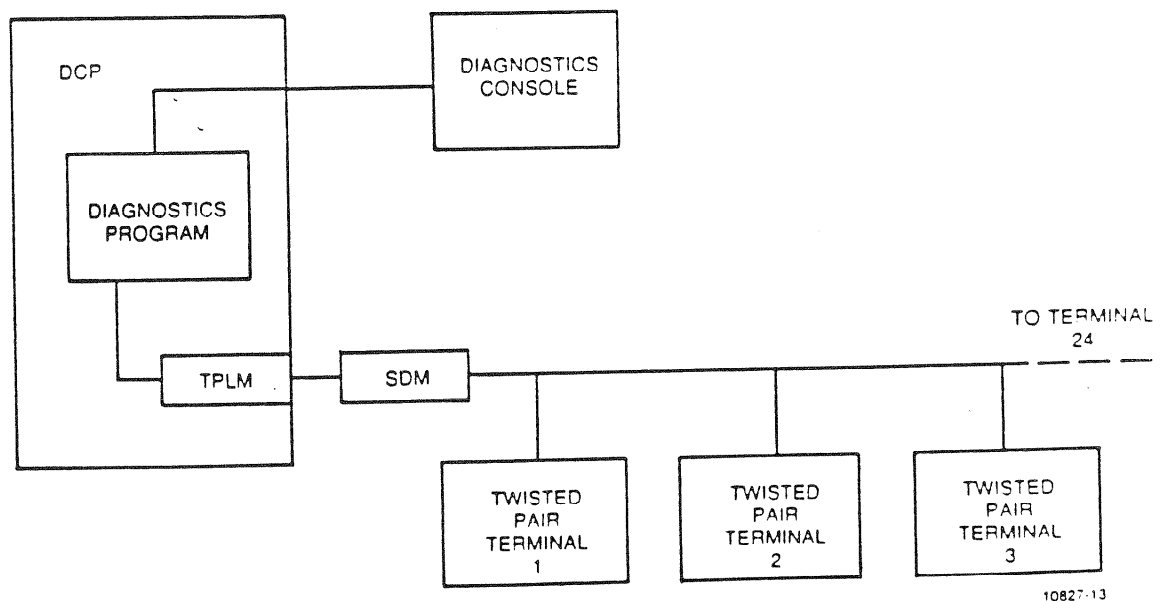 DCP
DIAGNOSTICS
CONSOLE
DIAGNOSTICS
PROGRAM
TO TERMINAL
24
TPLM
SDM
TWISTED
PAIR
TERMINAL
1
TWISTED
PAIR
TERMINAL
2
TWISTED
PAIR
TERMINAL
3
10827-13